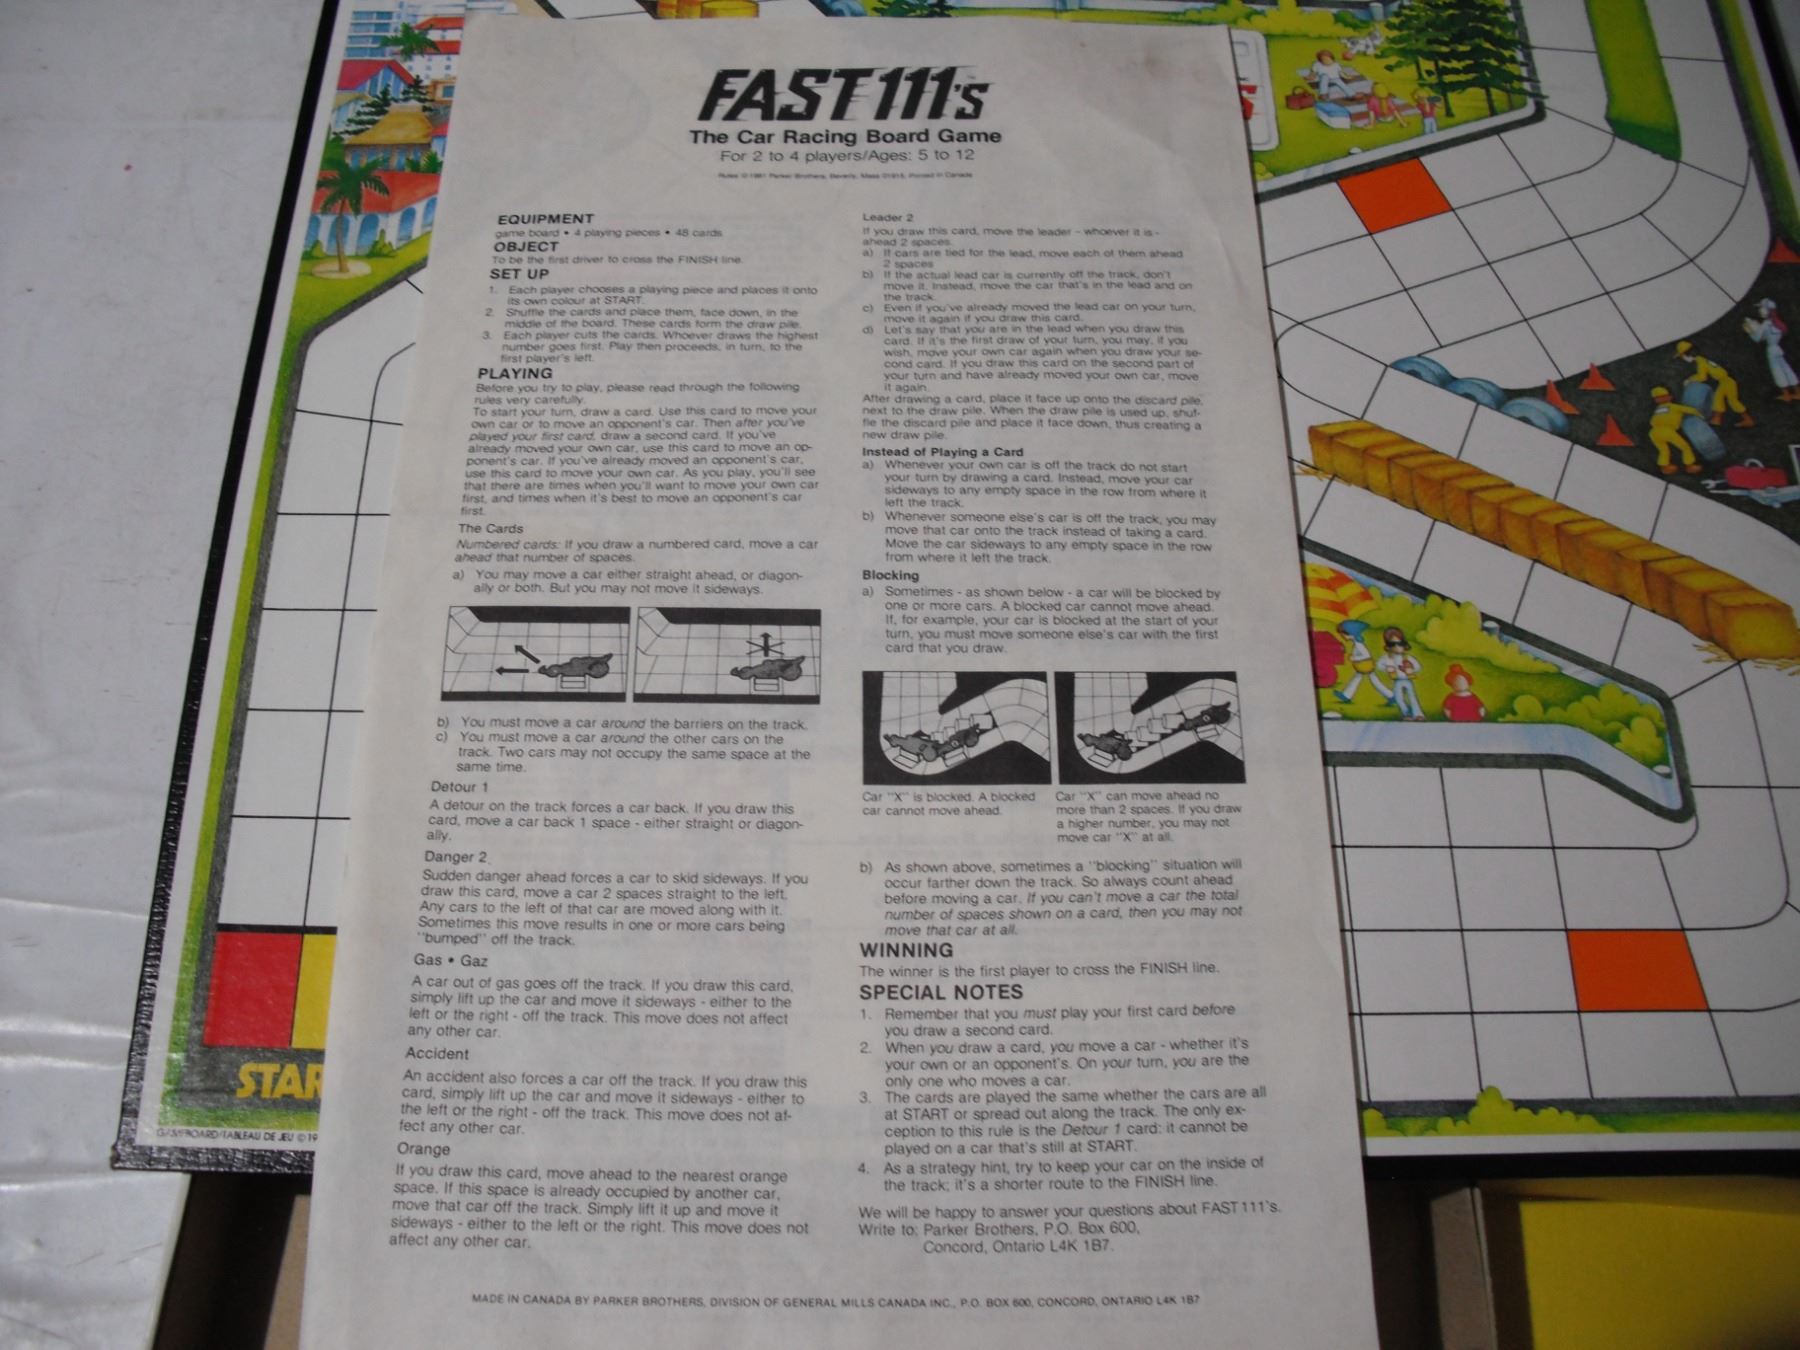 FAST 111's
The Car Racing Board Game
For 2 to 4 players/Ages: 5 to 12
Rules © 1981 Parker Brothers, Beverly, Mass 01915, Printed in Canada
EQUIPMENT
game board • 4 playing pieces • 48 cards
OBJECT
To be the first driver to cross the FINISH line.
SET UP
1. Each player chooses a playing piece and places it onto
its own colour at START.
2. Shuffle the cards and place them, face down, in the
middle of the board. These cards form the draw pile.
3. Each player cuts the cards. Whoever draws the highest
number goes first. Play then proceeds, in turn, to the
first player's left.
PLAYING
Before you try to play, please read through the following
rules very carefully.
To start your turn, draw a card. Use this card to move your
own car or to move an opponent's car. Then after you've
played your first card, draw a second card. If you've
already moved your own car, use this card to move an op-
ponent's car. If you've already moved an opponent's car,
use this card to move your own car. As you play, you'll see
that there are times when you'll want to move your own car
first, and times when it's best to move an opponent's car
first.
The Cards
Numbered cards: If you draw a numbered card, move a car
ahead that number of spaces.
a) You may move a car either straight ahead, or diagon-
ally or both. But you may not move it sideways.
b) You must move a car around the barriers on the track.
c) You must move a car around the other cars on the
track. Two cars may not occupy the same space at the
same time.
Detour 1
A detour on the track forces a car back. If you draw this
card, move a car back 1 space - either straight or diagon-
ally.
Danger 2
Sudden danger ahead forces a car to skid sideways. If you
draw this card, move a car 2 spaces straight to the left.
Any cars to the left of that car are moved along with it.
Sometimes this move results in one or more cars being
"bumped" off the track.
Gas • Gaz
A car out of gas goes off the track. If you draw this card,
simply lift up the car and move it sideways - either to the
left or the right - off the track. This move does not affect
any other car.
Accident
An accident also forces a car off the track. If you draw this
card, simply lift up the car and move it sideways - either to
the left or the right - off the track. This move does not af-
fect any other car.
Orange
If you draw this card, move ahead to the nearest orange
space. If this space is already occupied by another car,
move that car off the track. Simply lift it up and move it
sideways - either to the left or the right. This move does not
affect any other car.
Leader 2
If you draw this card, move the leader - whoever it is -
ahead 2 spaces.
a) If cars are tied for the lead, move each of them ahead
2 spaces
b) If the actual lead car is currently off the track, don't
move it. Instead, move the car that's in the lead and on
the track.
c) Even if you've already moved the lead car on your turn,
move it again if you draw this card.
d) Let's say that you are in the lead when you draw this
card. If it's the first draw of your turn, you may, if you
wish, move your own car again when you draw your se-
cond card. If you draw this card on the second part of
your turn and have already moved your own car, move
it again.
After drawing a card, place it face up onto the discard pile,
next to the draw pile. When the draw pile is used up, shuf-
fle the discard pile and place it face down, thus creating a
new draw pile.
Instead of Playing a Card
a) Whenever your own car is off the track do not start
your turn by drawing a card. Instead, move your car
sideways to any empty space in the row from where it
left the track.
b) Whenever someone else's car is off the track, you may
move that car onto the track instead of taking a card.
Move the car sideways to any empty space in the row
from where it left the track.
Blocking
a) Sometimes - as shown below - a car will be blocked by
one or more cars. A blocked car cannot move ahead.
If, for example, your car is blocked at the start of your
turn, you must move someone else's car with the first
card that you draw.
Car "X" is blocked. A blocked
car cannot move ahead.
Car "X" can move ahead no
more than 2 spaces. If you draw
a higher number, you may not
move car "X" at all.
b) As shown above, sometimes a "blocking" situation will
occur farther down the track. So always count ahead
before moving a car. If you can't move a car the total
number of spaces shown on a card, then you may not
move that car at all.
WINNING
The winner is the first player to cross the FINISH line.
SPECIAL NOTES
1. Remember that you must play your first card before
you draw a second card.
2. When you draw a card, you move a car - whether it's
your own or an opponent's. On your turn, you are the
only one who moves a car.
3. The cards are played the same whether the cars are all
at START or spread out along the track. The only ex-
ception to this rule is the Detour 1 card: it cannot be
played on a car that's still at START.
4. As a strategy hint, try to keep your car on the inside of
the track; it's a shorter route to the FINISH line.
We will be happy to answer your questions about FAST 111's.
Write to: Parker Brothers, P.O. Box 600,
Concord, Ontario L4K 1B7.
MADE IN CANADA BY PARKER BROTHERS, DIVISION OF GENERAL MILLS CANADA INC., P.O. BOX 600, CONCORD, ONTARIO L4K 1B7
STAR
GAMEBOARD/TABLEAU DE JEU © 19